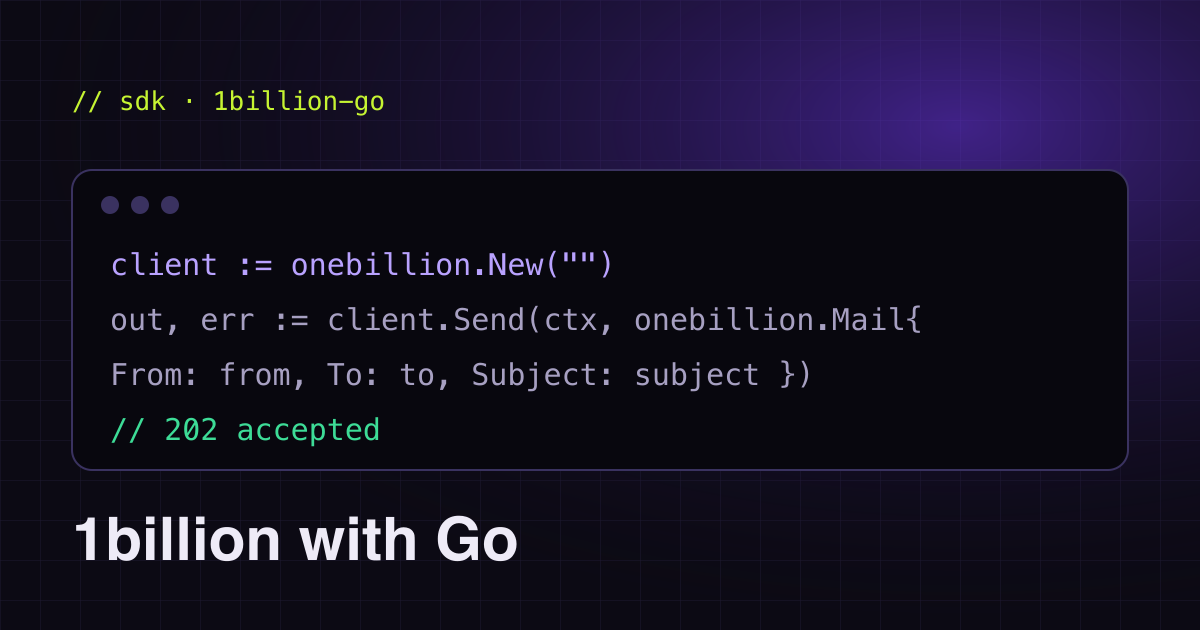 // sdk · 1billion-go
client := onebillion.New("")
out, err := client.Send(ctx, onebillion.Mail{
From: from, To: to, Subject: subject })
// 202 accepted
1billion with Go